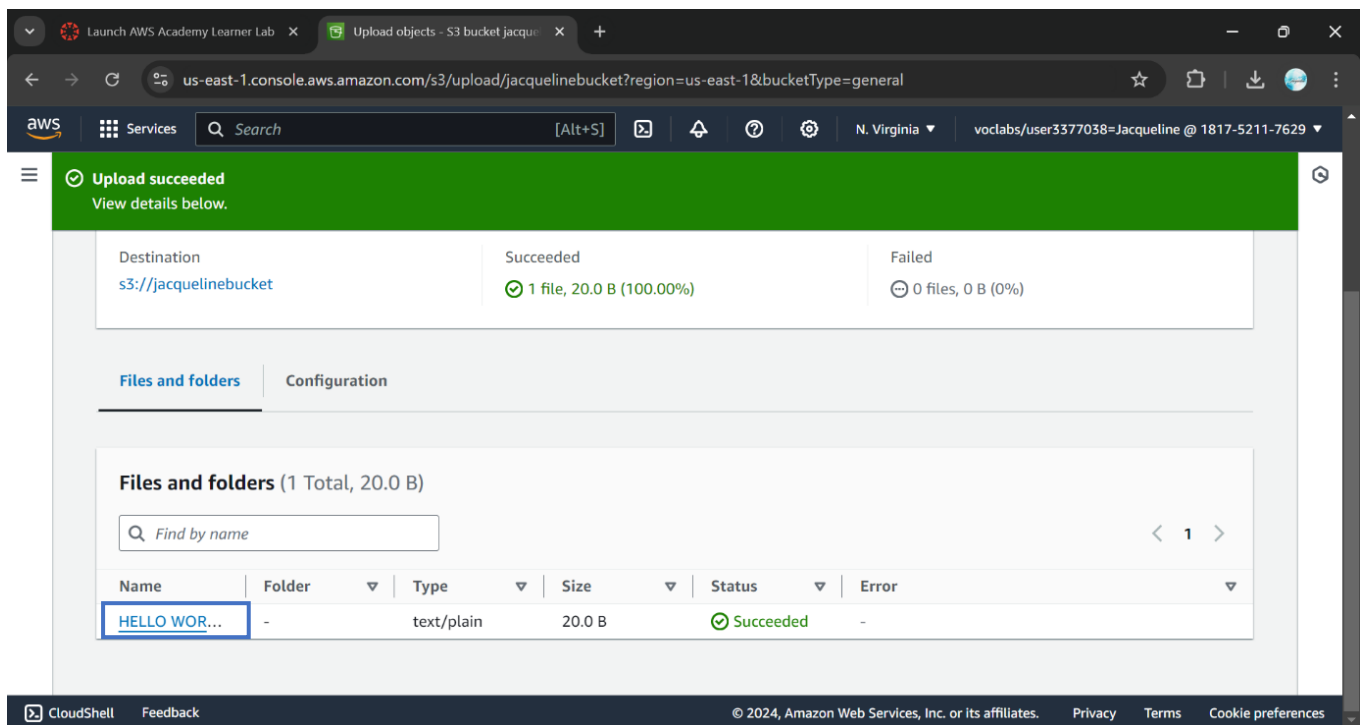 Launch AWS Academy Learner Lab
Upload objects - S3 bucket jacque
us-east-1.console.aws.amazon.com/s3/upload/jacquelinebucket?region=us-east-1&bucketType=general
aws Services Search [Alt+S] N. Virginia voclabs/user3377038=Jacqueline @ 1817-5211-7629
Upload succeeded
View details below.
Destination Succeeded Failed
s3://jacquelinebucket 1 file, 20.0 B (100.00%) 0 files, 0 B (0%)
Files and folders Configuration
Files and folders (1 Total, 20.0 B)
Find by name 1
Name Folder Type Size Status Error
HELLO WOR... - text/plain 20.0 B Succeeded -
CloudShell Feedback © 2024, Amazon Web Services, Inc. or its affiliates. Privacy Terms Cookie preferences